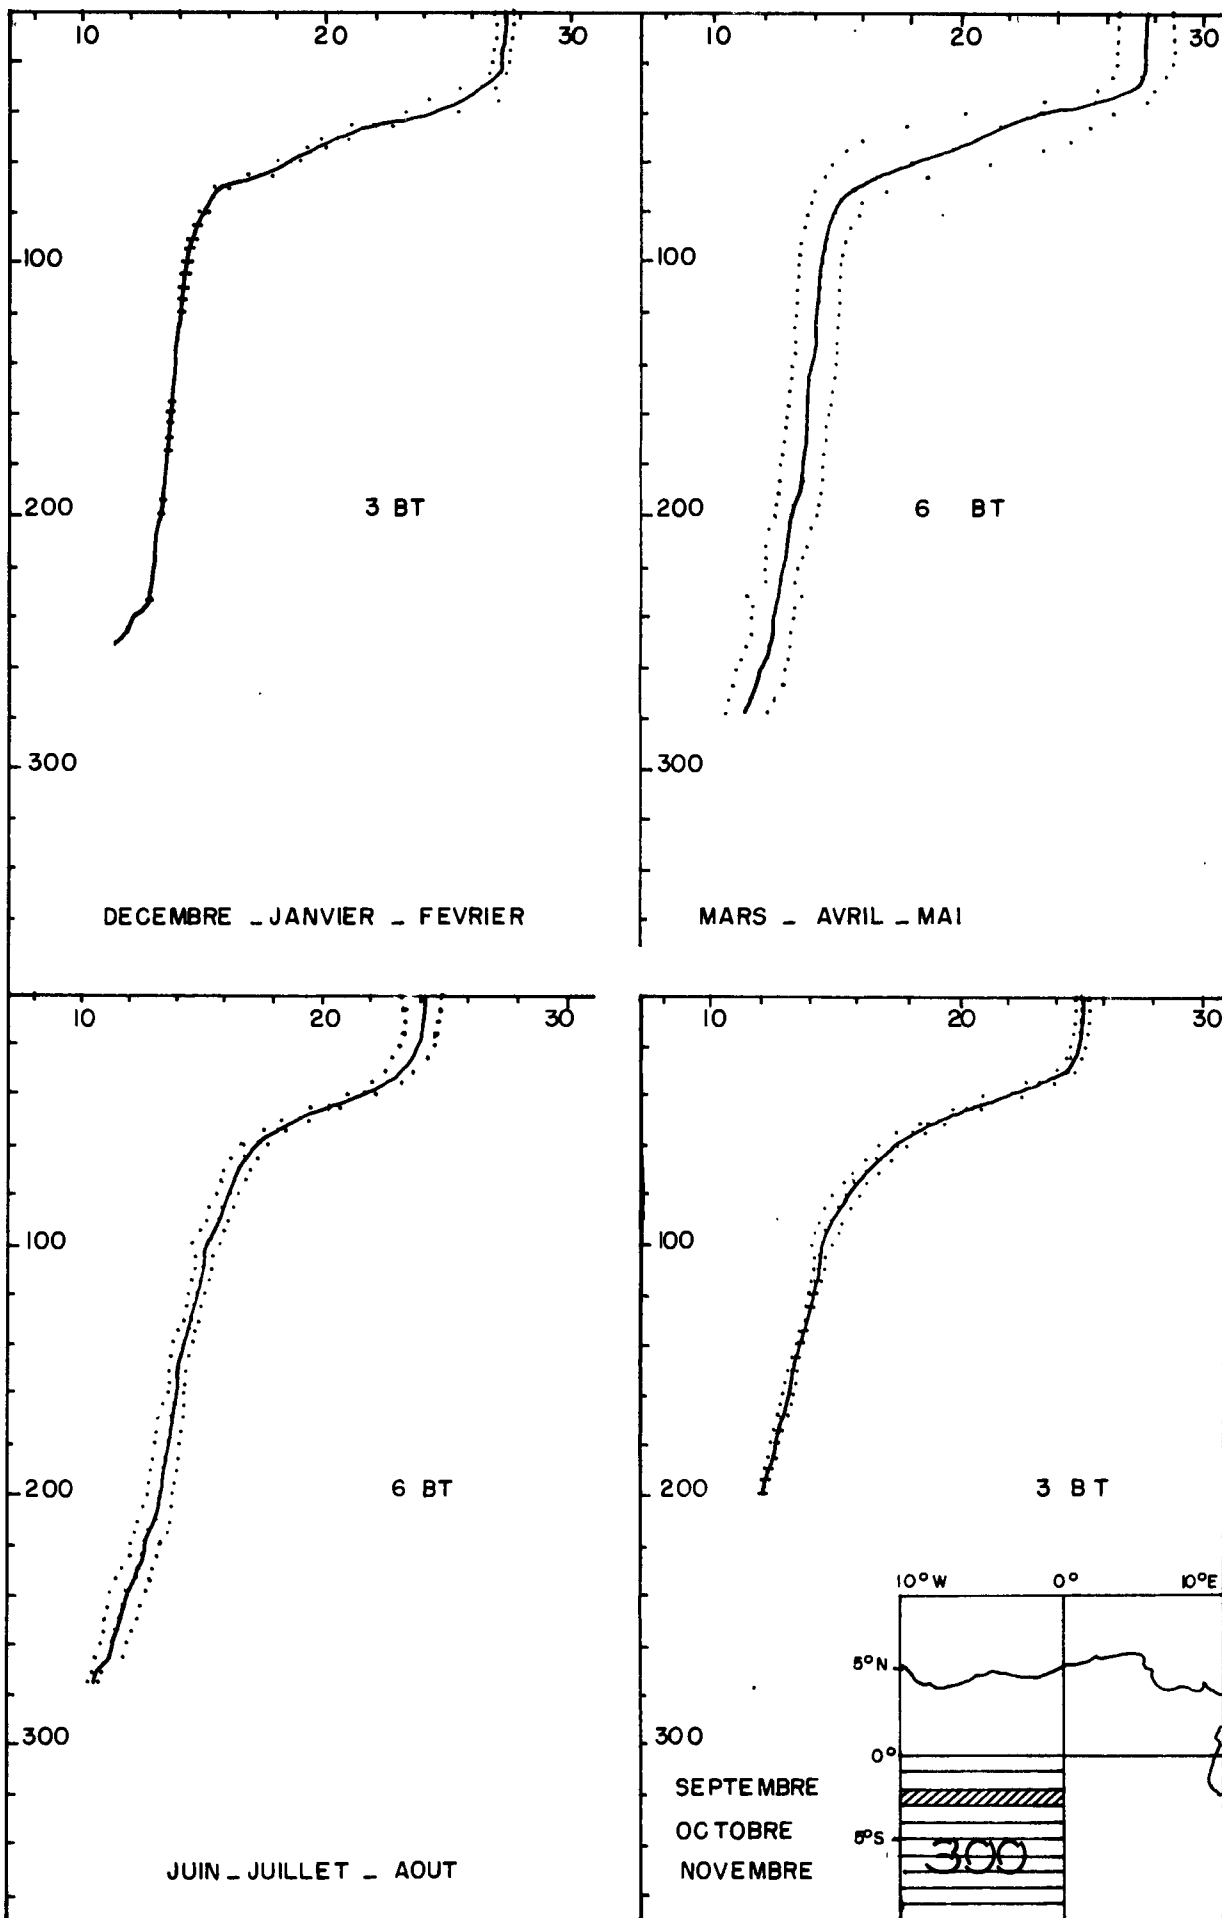 10 20 30
100
200
3 BT
300
DECEMBRE _ JANVIER _ FEVRIER
10 20 30
100
200
6 BT
300
MARS _ AVRIL _ MAI
10 20 30
100
200
6 BT
300
JUIN _ JUILLET _ AOUT
10 20 30
100
200
3 BT
300
SEPTEMBRE
OCTOBRE
NOVEMBRE
10°W 0° 10°E
5°N
0°
5°S
300